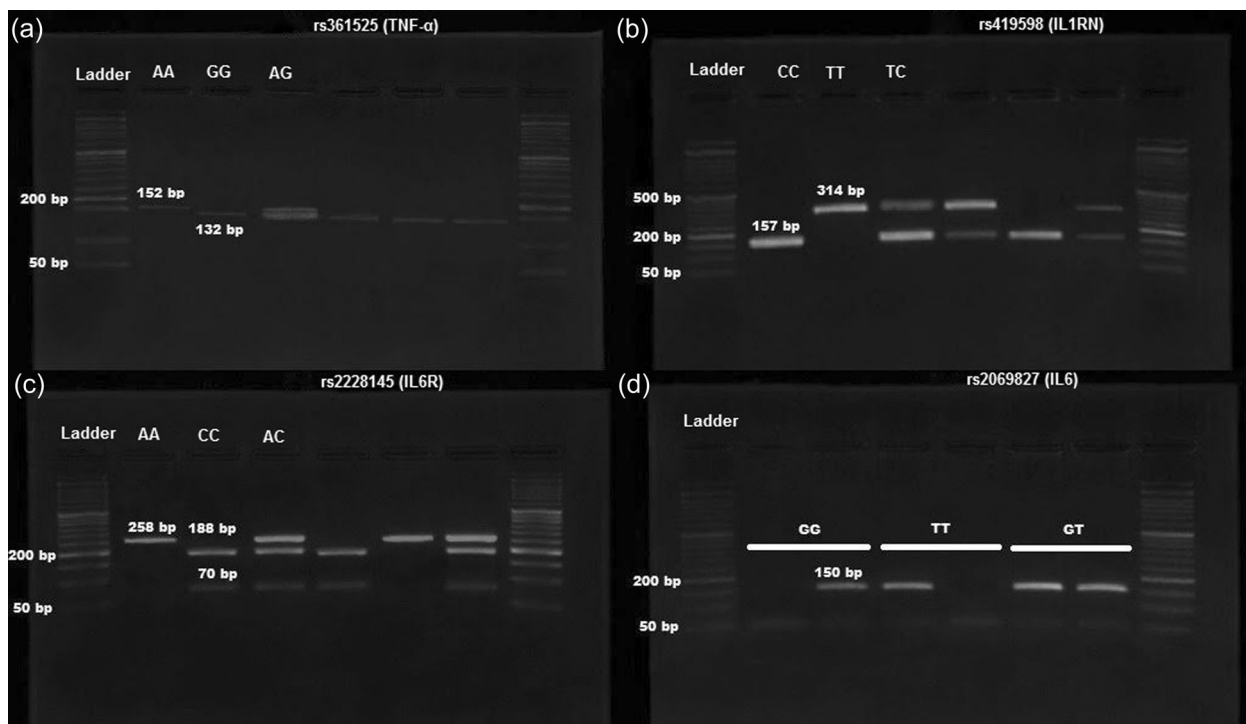 (a)
rs361525 (TNF-α)
Ladder AA GG AG
152 bp
200 bp
132 bp
50 bp
(b)
rs419598 (IL1RN)
Ladder CC TT TC
314 bp
500 bp
157 bp
200 bp
50 bp
(c)
rs2228145 (IL6R)
Ladder AA CC AC
258 bp 188 bp
200 bp
70 bp
50 bp
(d)
rs2069827 (IL6)
Ladder
GG TT GT
150 bp
200 bp
50 bp